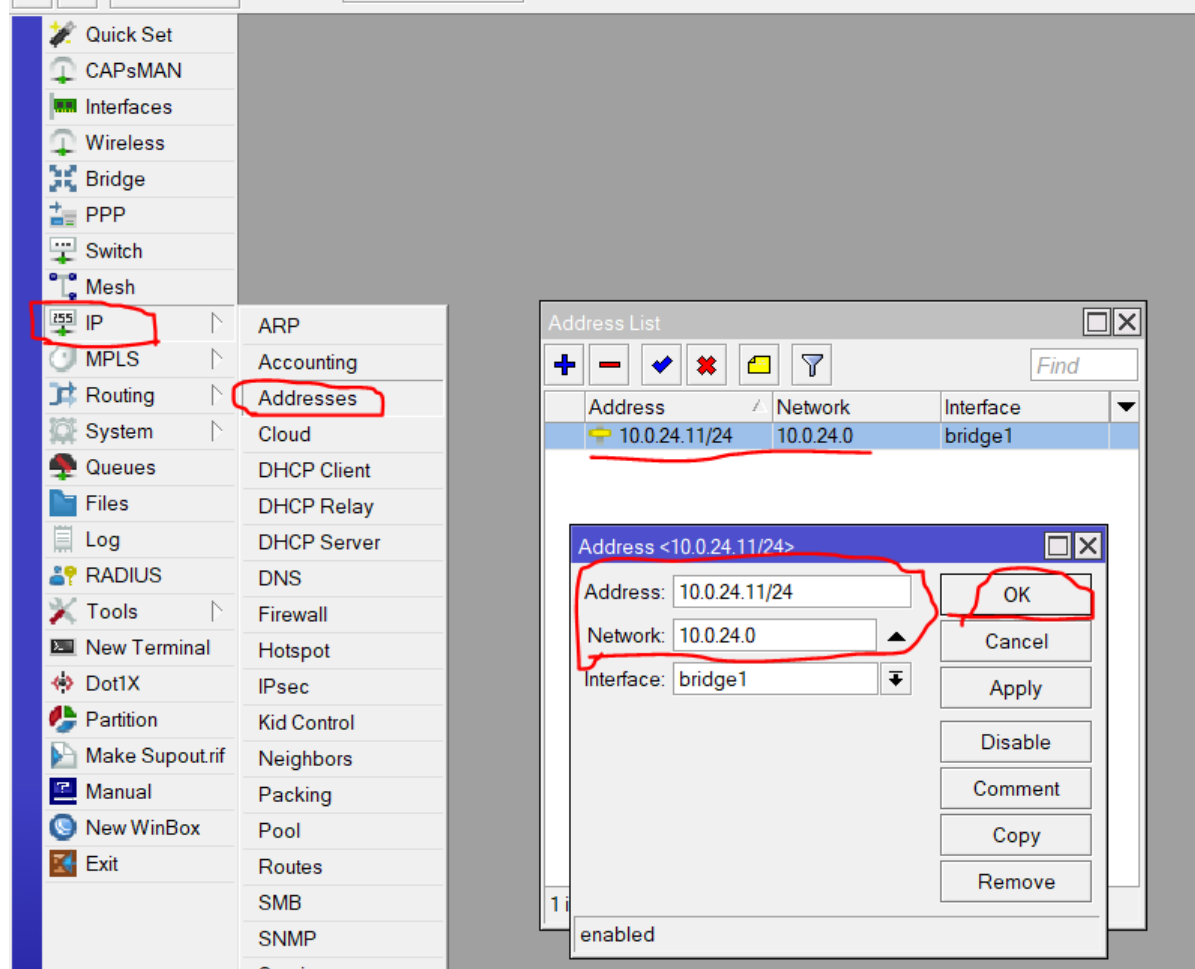 Quick Set
CAPsMAN
Interfaces
Wireless
Bridge
PPP
Switch
Mesh
255 IP
MPLS
Routing
System
Queues
Files
Log
RADIUS
Tools
New Terminal
Dot1X
Partition
Make Supout.rif
Manual
New WinBox
Exit
ARP
Accounting
Addresses
Cloud
DHCP Client
DHCP Relay
DHCP Server
DNS
Firewall
Hotspot
IPsec
Kid Control
Neighbors
Packing
Pool
Routes
SMB
SNMP
Address List
Find
Address Network Interface
10.0.24.11/24 10.0.24.0 bridge1
Address <10.0.24.11/24>
Address: 10.0.24.11/24
Network: 10.0.24.0
Interface: bridge1
OK
Cancel
Apply
Disable
Comment
Copy
Remove
enabled